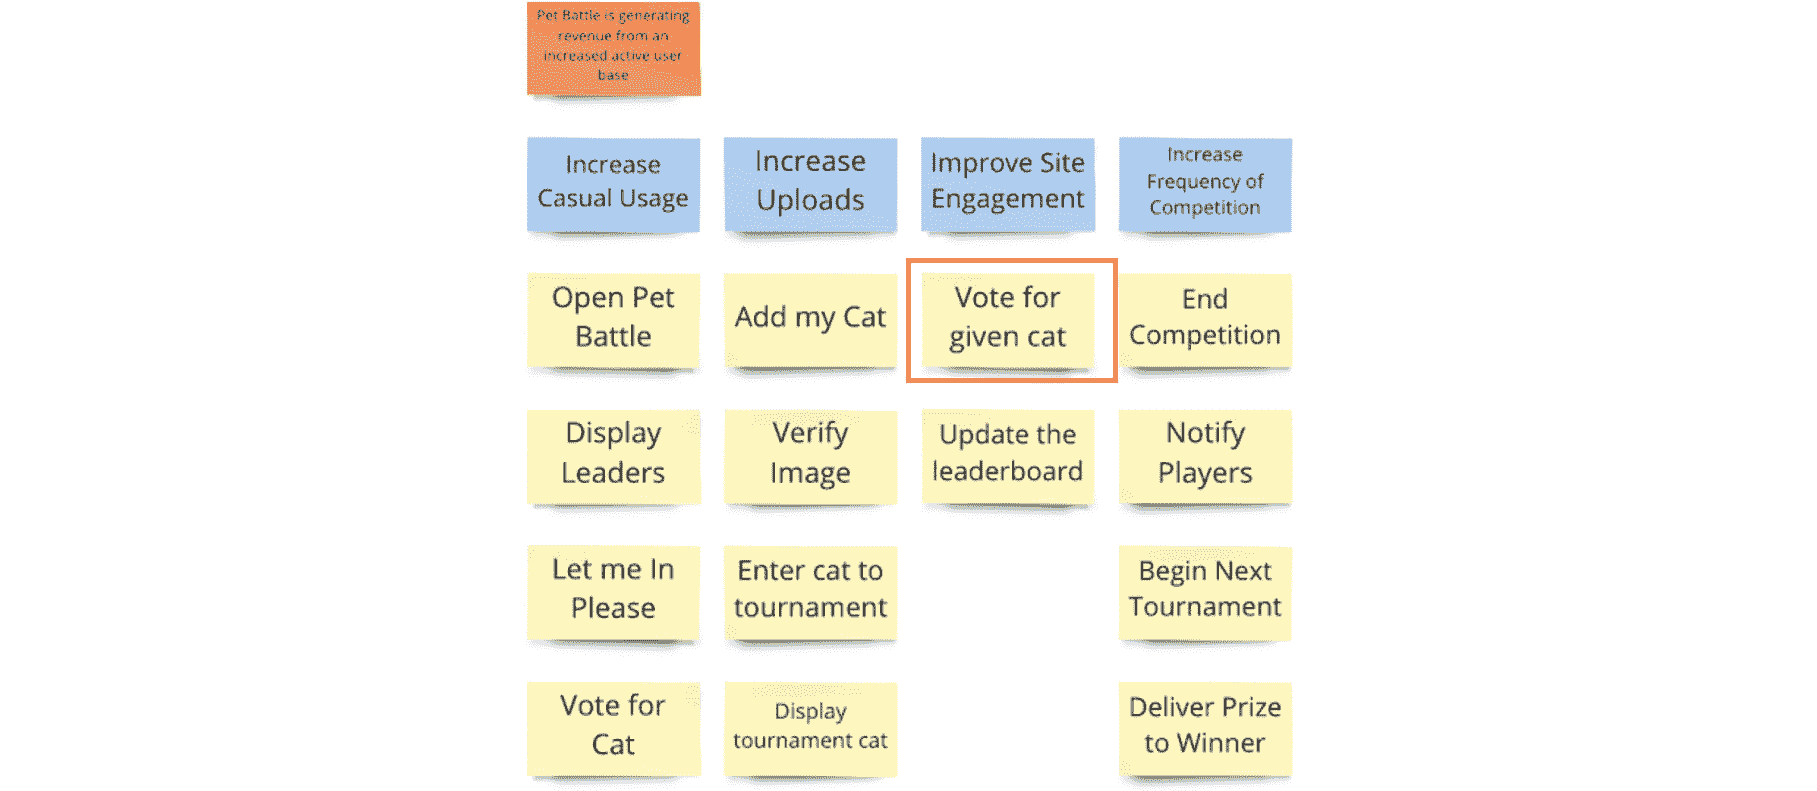 Pet Battle is generating
revenue from an
increased active user
base
Increase
Casual Usage
Increase
Uploads
Improve Site
Engagement
Increase
Frequency of
Competition
Open Pet
Battle
Add my Cat
Vote for
given cat
End
Competition
Display
Leaders
Verify
Image
Update the
leaderboard
Notify
Players
Let me In
Please
Enter cat to
tournament
Begin Next
Tournament
Vote for
Cat
Display
tournament cat
Deliver Prize
to Winner